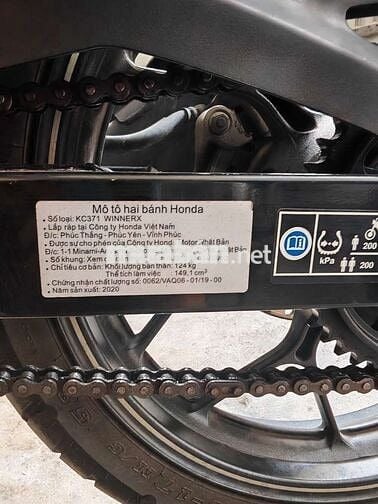 Mô tô hai bánh Honda
- Số loại: KC371 WINNERX
- Lắp ráp tại Công ty Honda Việt Nam
Đ/c: Phúc Thắng - Phúc Yên - Vĩnh Phúc
- Được sự cho phép của Công ty Honda Motor Nhật Bản
Đ/c: 1-1 Minami-A Nhật Bản
- Số khung: Xem
- Chỉ tiêu cơ bản: Khối lượng bản thân: 124 kg
Thể tích làm việc: 149,1 cm³
- Chứng nhận chất lượng số: 0062/VAQ06 - 01/19 - 00
- Năm sản xuất: 2020
kPa
200
200